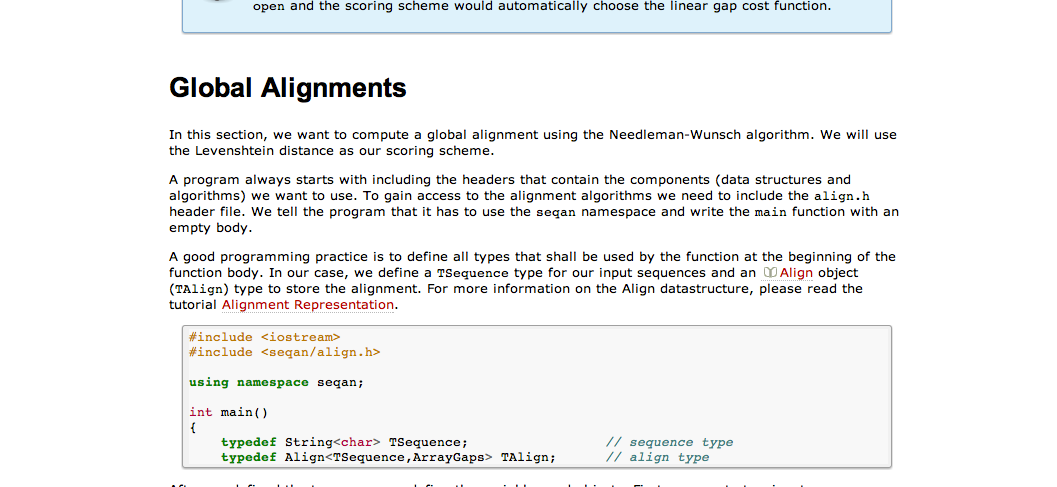 open and the scoring scheme would automatically choose the linear gap cost function.
Global Alignments
In this section, we want to compute a global alignment using the Needleman-Wunsch algorithm. We will use
the Levenshtein distance as our scoring scheme.
A program always starts with including the headers that contain the components (data structures and
algorithms) we want to use. To gain access to the alignment algorithms we need to include the align.h
header file. We tell the program that it has to use the seqan namespace and write the main function with an
empty body.
A good programming practice is to define all types that shall be used by the function at the beginning of the
function body. In our case, we define a TSequence type for our input sequences and an Align object
(TAlign) type to store the alignment. For more information on the Align datastructure, please read the
tutorial Alignment Representation.
#include <iostream>
#include <seqan/align.h>
using namespace seqan;
int main()
{
typedef String<char> TSequence; // sequence type
typedef Align<TSequence,ArrayGaps> TAlign; // align type